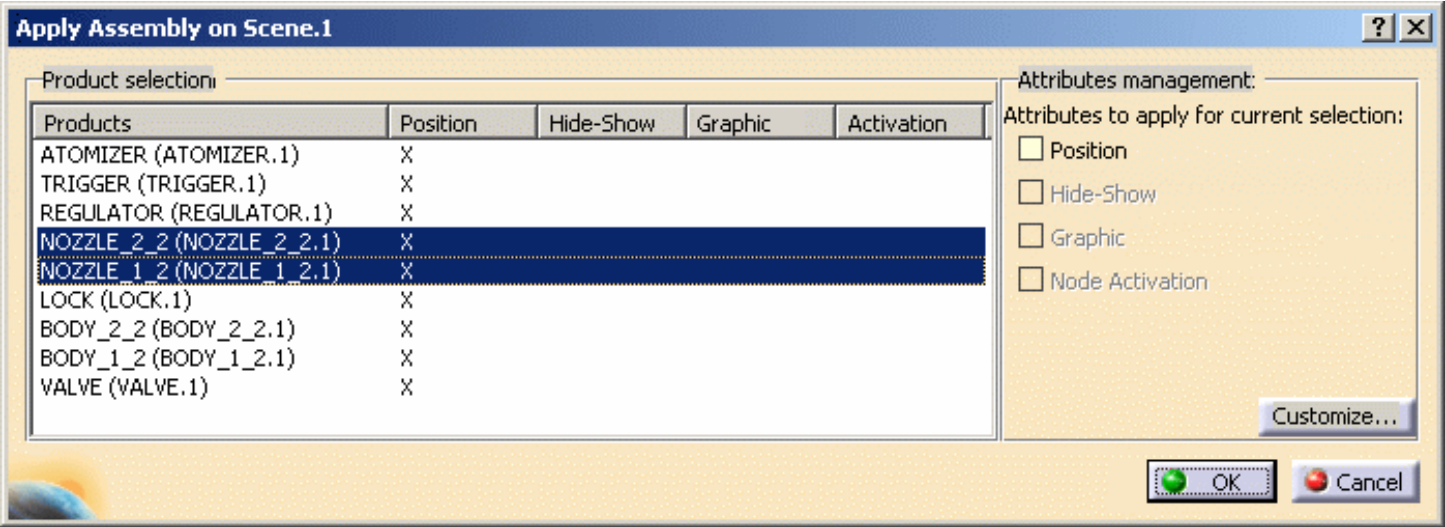 Apply Assembly on Scene.1
Product selection:
Products Position Hide-Show Graphic Activation
ATOMIZER (ATOMIZER.1) X
TRIGGER (TRIGGER.1) X
REGULATOR (REGULATOR.1) X
NOZZLE_2_2 (NOZZLE_2_2.1) X
NOZZLE_1_2 (NOZZLE_1_2.1) X
LOCK (LOCK.1) X
BODY_2_2 (BODY_2_2.1) X
BODY_1_2 (BODY_1_2.1) X
VALVE (VALVE.1) X
Attributes management:
Attributes to apply for current selection:
Position
Hide-Show
Graphic
Node Activation
Customize...
OK Cancel